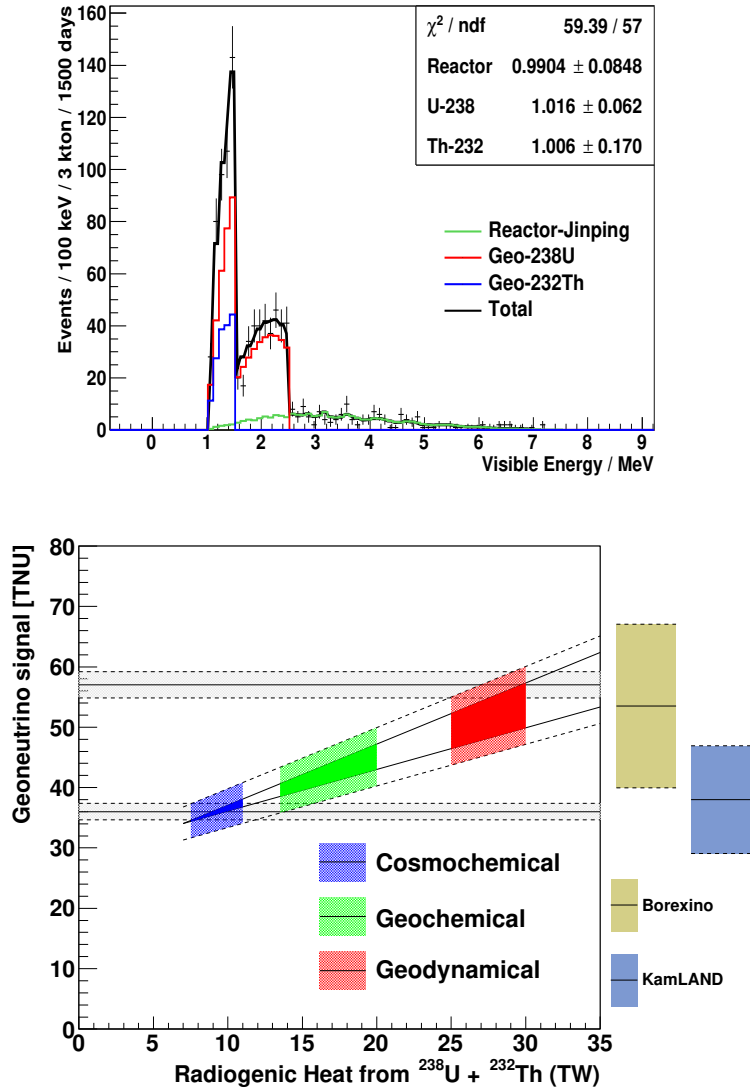 χ² / ndf 59.39 / 57
Reactor 0.9904 ± 0.0848
U-238 1.016 ± 0.062
Th-232 1.006 ± 0.170
Reactor-Jinping
Geo-238U
Geo-232Th
Total
Events / 100 keV / 3 kton / 1500 days
160
140
120
100
80
60
40
20
0
0 1 2 3 4 5 6 7 8 9
Visible Energy / MeV
Geoneutrino signal [TNU]
80
70
60
50
40
30
20
10
0
Cosmochemical
Geochemical
Geodynamical
Borexino
KamLAND
0 5 10 15 20 25 30 35
Radiogenic Heat from ²³⁸U + ²³²Th (TW)